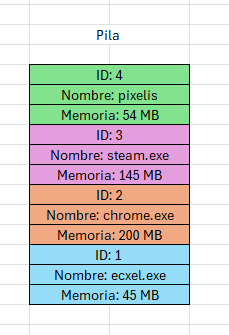 Pila
ID: 4
Nombre: pixelis
Memoria: 54 MB
ID: 3
Nombre: steam.exe
Memoria: 145 MB
ID: 2
Nombre: chrome.exe
Memoria: 200 MB
ID: 1
Nombre: ecxel.exe
Memoria: 45 MB